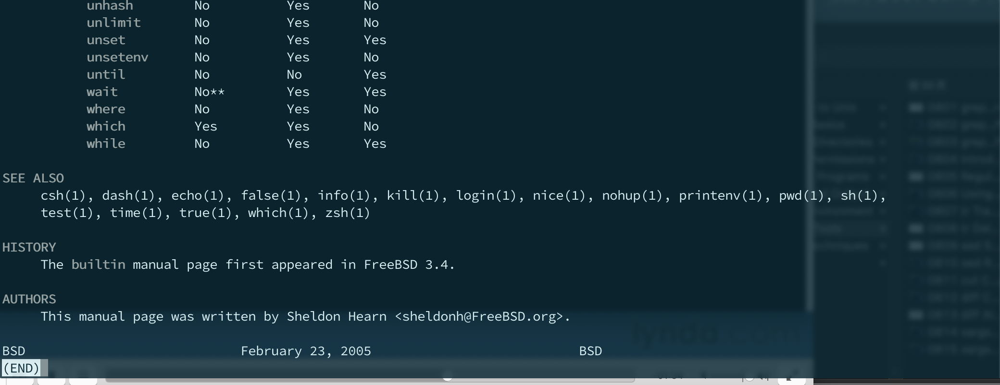 unhash No Yes No
unlimit No Yes No
unset No Yes Yes
unsetenv No Yes No
until No No Yes
wait No** Yes Yes
where No Yes No
which Yes Yes No
while No Yes Yes
SEE ALSO
csh(1), dash(1), echo(1), false(1), info(1), kill(1), login(1), nice(1), nohup(1), printenv(1), pwd(1), sh(1),
test(1), time(1), true(1), which(1), zsh(1)
HISTORY
The builtin manual page first appeared in FreeBSD 3.4.
AUTHORS
This manual page was written by Sheldon Hearn <sheldonh@FreeBSD.org>.
BSD February 23, 2005 BSD
(END)